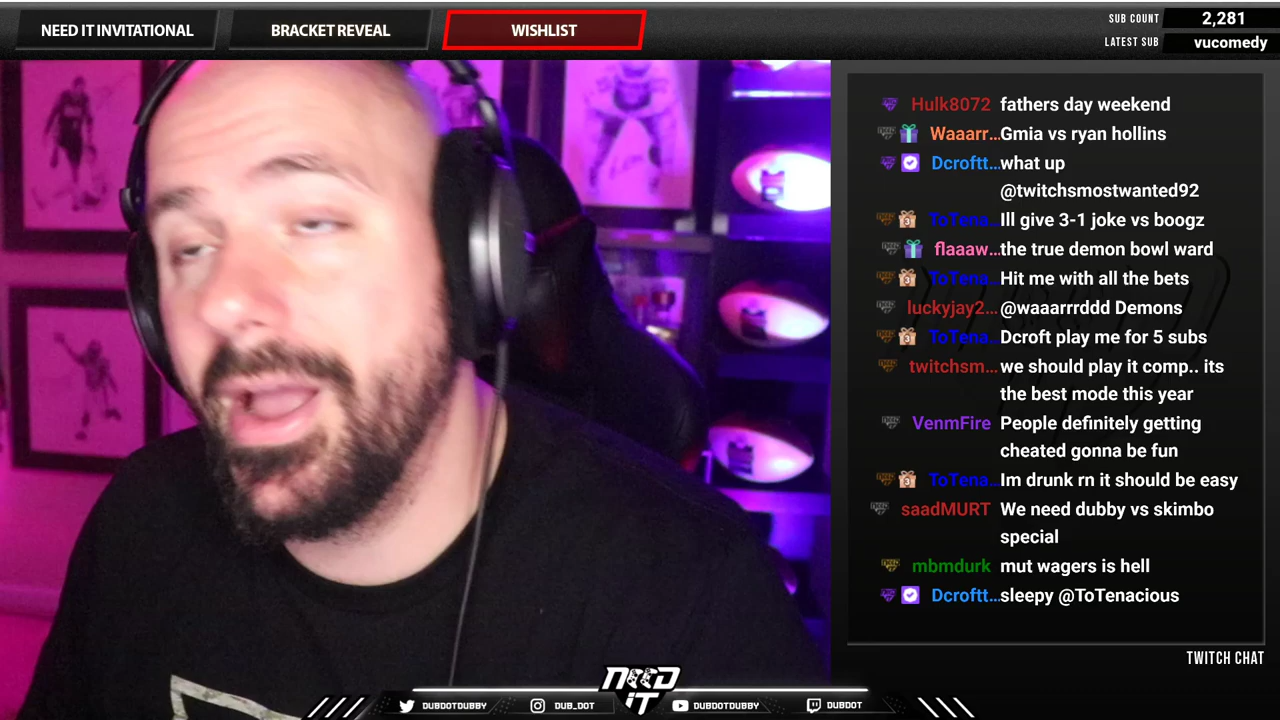 NEED IT INVITATIONAL
BRACKET REVEAL
WISHLIST
SUB COUNT 2,281
LATEST SUB vucomedy
Hulk8072 fathers day weekend
Waaarr… Gmia vs ryan hollins
Dcroftt… what up
@twitchsmostwanted92
ToTena… Ill give 3-1 joke vs boogz
flaaaw… the true demon bowl ward
ToTena… Hit me with all the bets
luckyjay2… @waaarrrddd Demons
ToTena… Dcroft play me for 5 subs
twitchsm… we should play it comp.. its
the best mode this year
VenmFire People definitely getting
cheated gonna be fun
ToTena… Im drunk rn it should be easy
saadMURT We need dubby vs skimbo
special
mbmdurk mut wagers is hell
Dcroftt… sleepy @ToTenacious
TWITCH CHAT
NEED
IT
DUBDOTDUBBY
DUB_DOT
DUBDOTDUBBY
DUBDOT